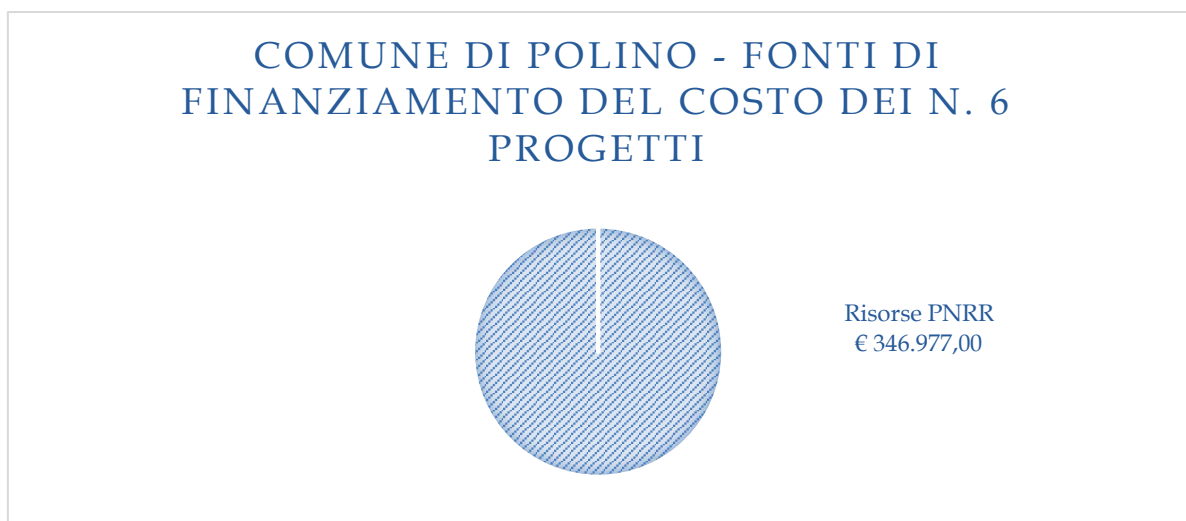 COMUNE DI POLINO - FONTI DI
FINANZIAMENTO DEL COSTO DEI N. 6
PROGETTI
Risorse PNRR
€ 346.977,00